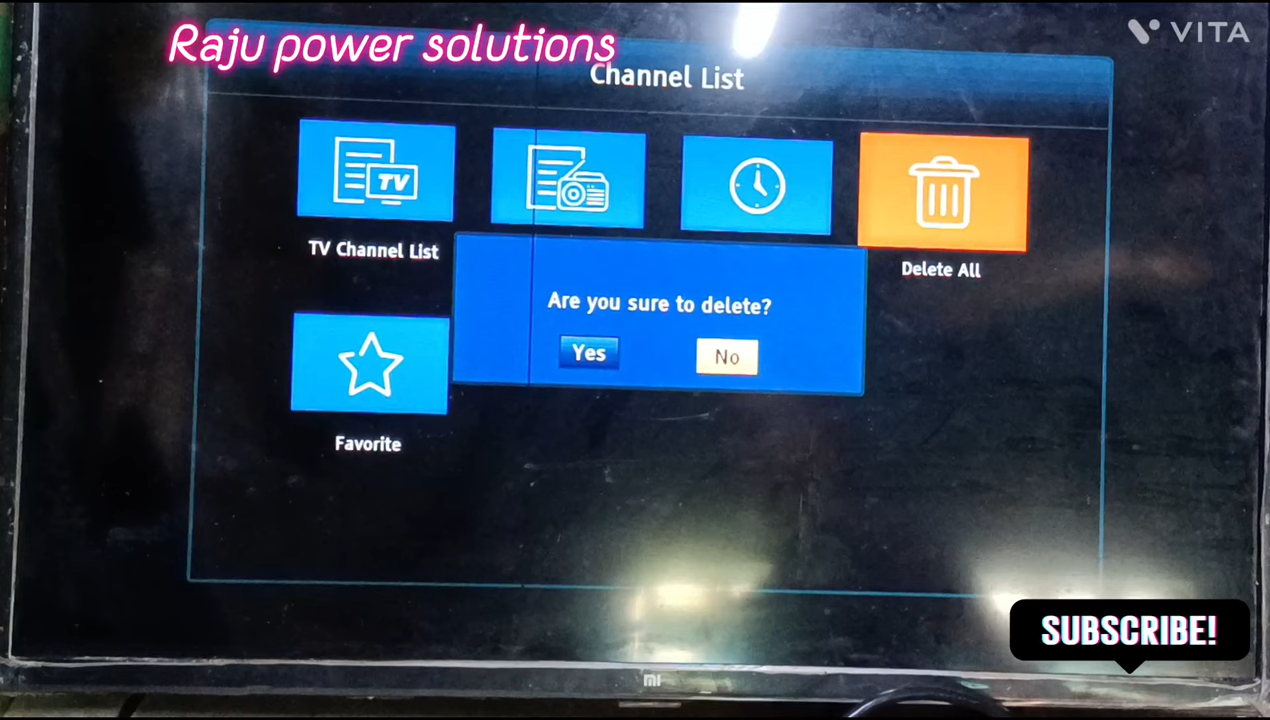 Raju power solutions
VITA
Channel List
TV
TV Channel List
Delete All
Are you sure to delete?
Yes
No
Favorite
SUBSCRIBE!
mi